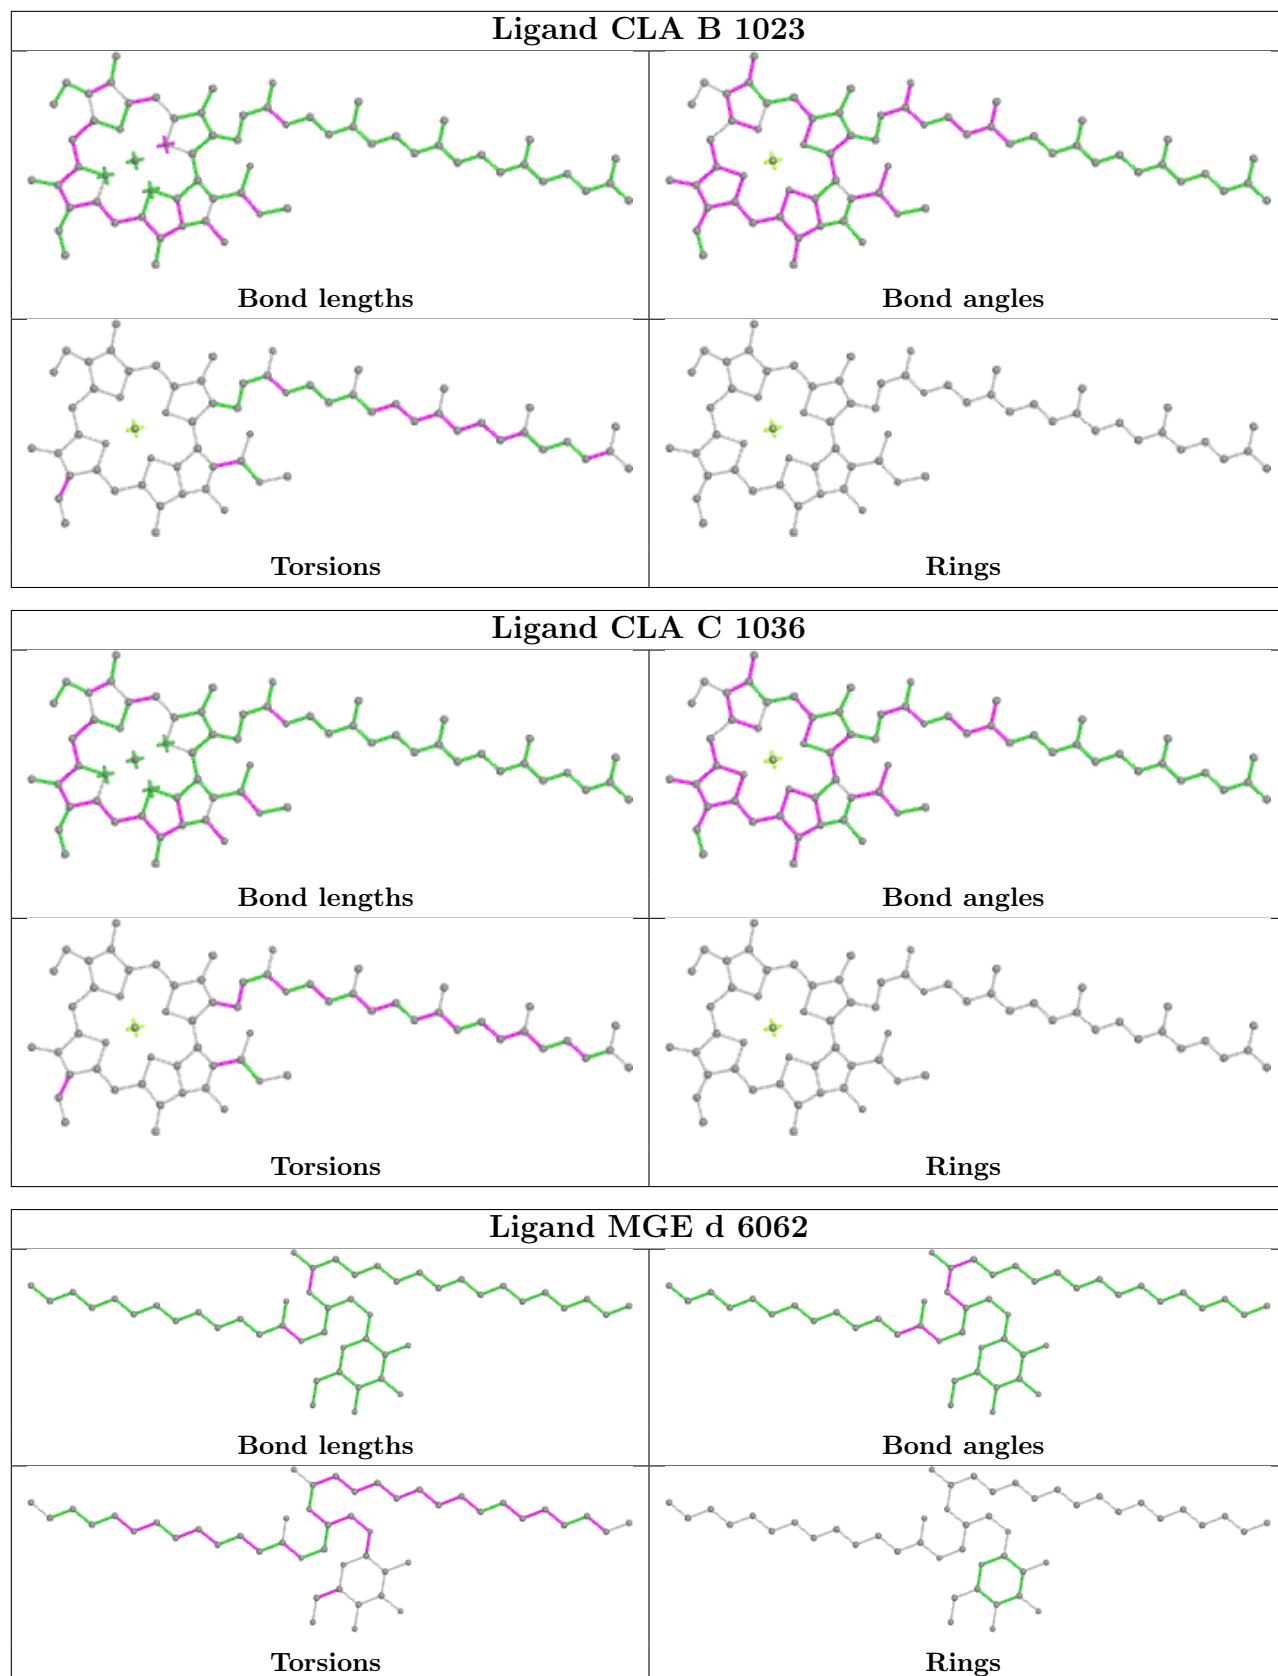 Ligand CLA B 1023
Bond lengths
Bond angles
Torsions
Rings
Ligand CLA C 1036
Bond lengths
Bond angles
Torsions
Rings
Ligand MGE d 6062
Bond lengths
Bond angles
Torsions
Rings